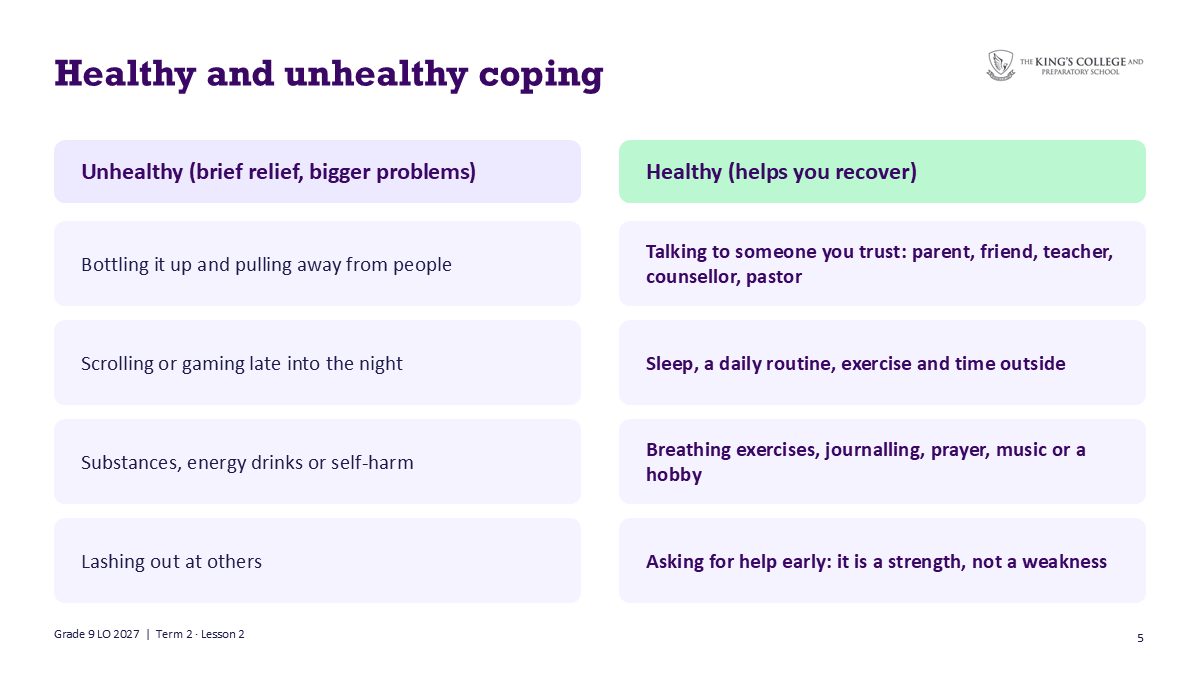 Healthy and unhealthy coping
THE KING'S COLLEGE AND
PREPARATORY SCHOOL
Unhealthy (brief relief, bigger problems)
Healthy (helps you recover)
Bottling it up and pulling away from people
Talking to someone you trust: parent, friend, teacher,
counsellor, pastor
Scrolling or gaming late into the night
Sleep, a daily routine, exercise and time outside
Substances, energy drinks or self-harm
Breathing exercises, journalling, prayer, music or a
hobby
Lashing out at others
Asking for help early: it is a strength, not a weakness
Grade 9 LO 2027 | Term 2 · Lesson 2
5